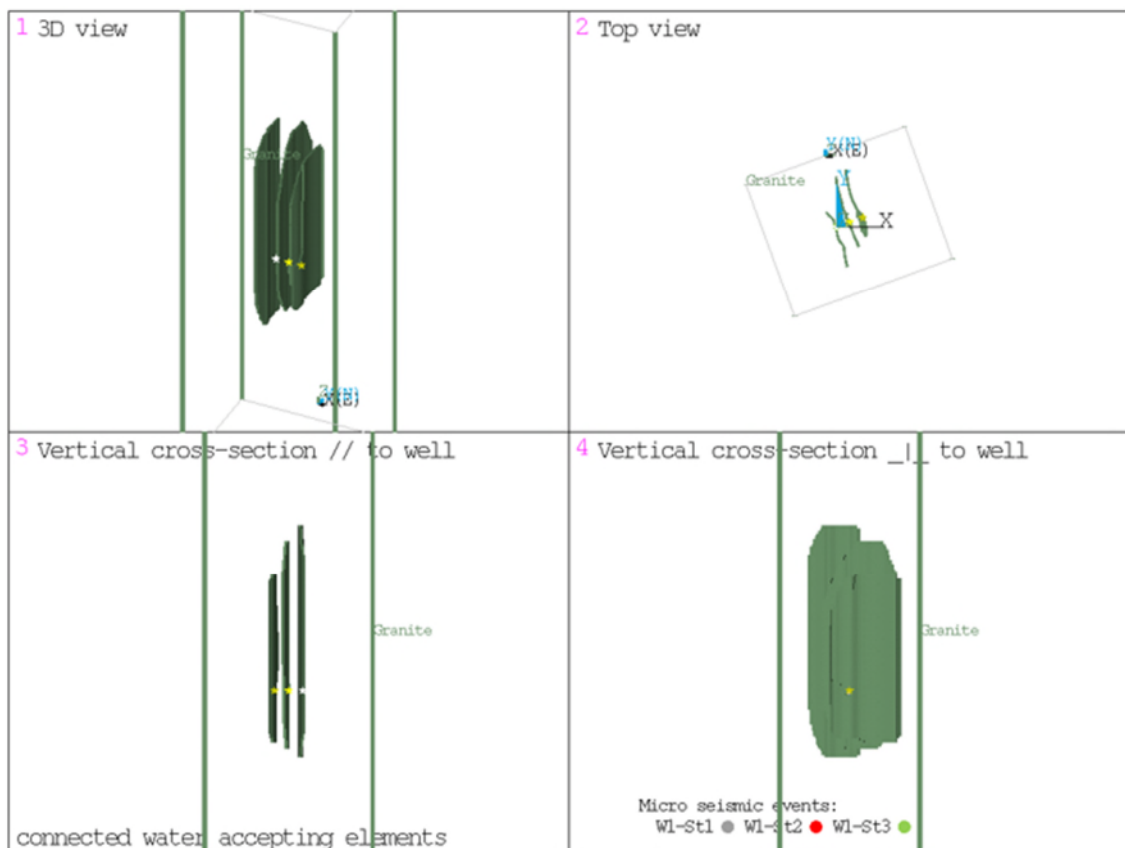 1 3D view
Granite
X(E)
2 Top view
X(E)
Granite
Y
X
3 Vertical cross-section // to well
Granite
connected water accepting elements
4 Vertical cross-section _|_ to well
Granite
Micro seismic events:
W1-St1 W1-St2 W1-St3